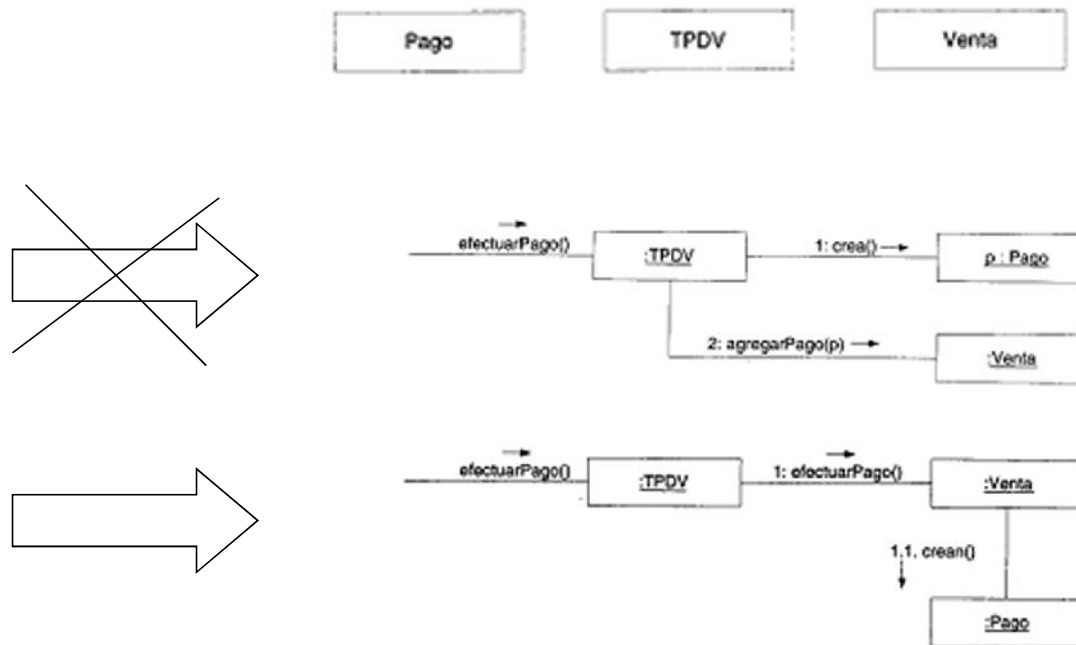 Pago
TPDV
Venta
efectuarPago()
:TPDV
1: crea()
p : Pago
2: agregarPago(p)
:Venta
efectuarPago()
:TPDV
1: efectuarPago()
:Venta
1,1, crean()
:Pago